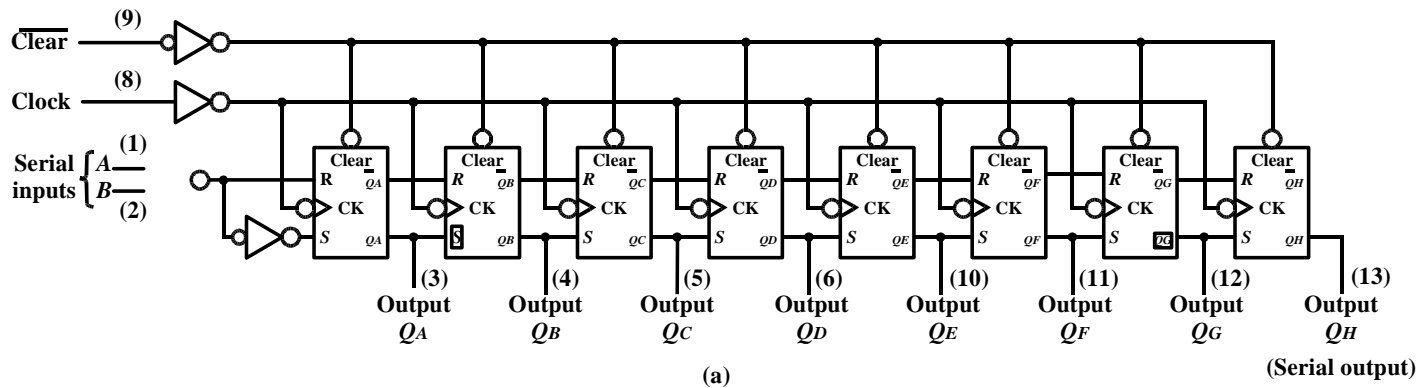 (9)
Clear
(8)
Clock
(1)
Serial A
inputs B
(2)
Clear Clear Clear Clear Clear Clear Clear Clear
R QA R QB R QC R QD R QE R QF R QG R QH
CK CK CK CK CK CK CK CK
S QA S QB S QC S QD S QE S QF S QG S QH
(3) (4) (5) (6) (10) (11) (12) (13)
Output Output Output Output Output Output Output Output
QA QB QC QD QE QF QG QH
(Serial output)
(a)